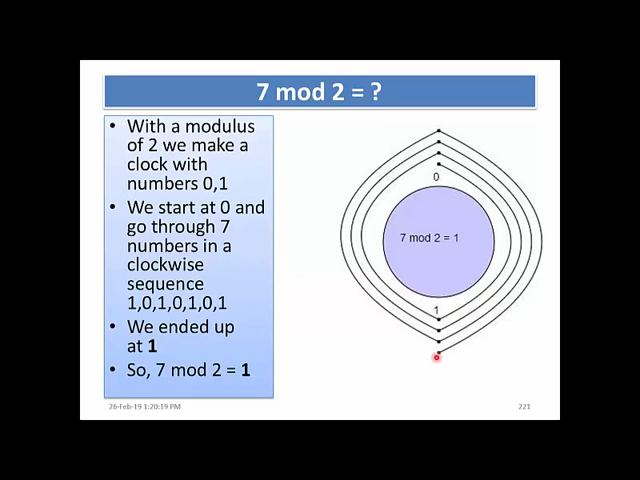 7 mod 2 = ?
• With a modulus
of 2 we make a
clock with
numbers 0,1
• We start at 0 and
go through 7
numbers in a
clockwise
sequence
1,0,1,0,1,0,1
• We ended up
at 1
• So, 7 mod 2 = 1
0
7 mod 2 = 1
1
26-Feb-19 1:20:19 PM
221